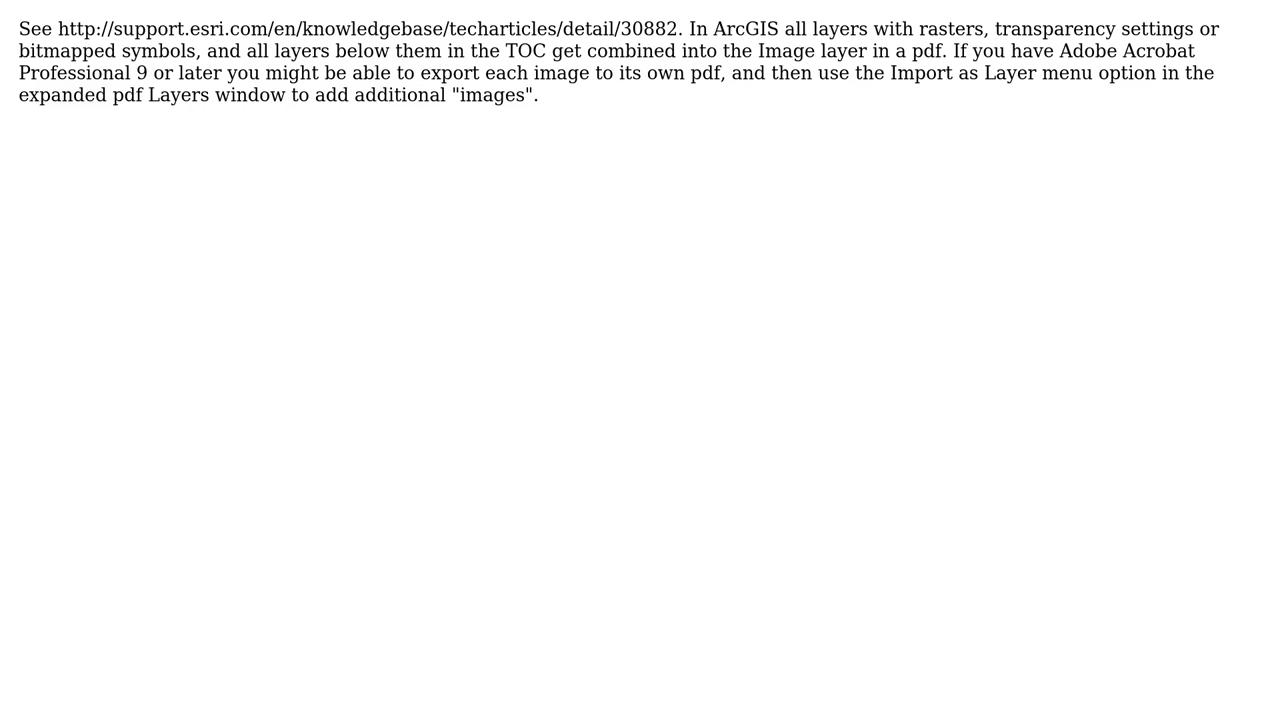 See http://support.esri.com/en/knowledgebase/techarticles/detail/30882. In ArcGIS all layers with rasters, transparency settings or
bitmapped symbols, and all layers below them in the TOC get combined into the Image layer in a pdf. If you have Adobe Acrobat
Professional 9 or later you might be able to export each image to its own pdf, and then use the Import as Layer menu option in the
expanded pdf Layers window to add additional "images".